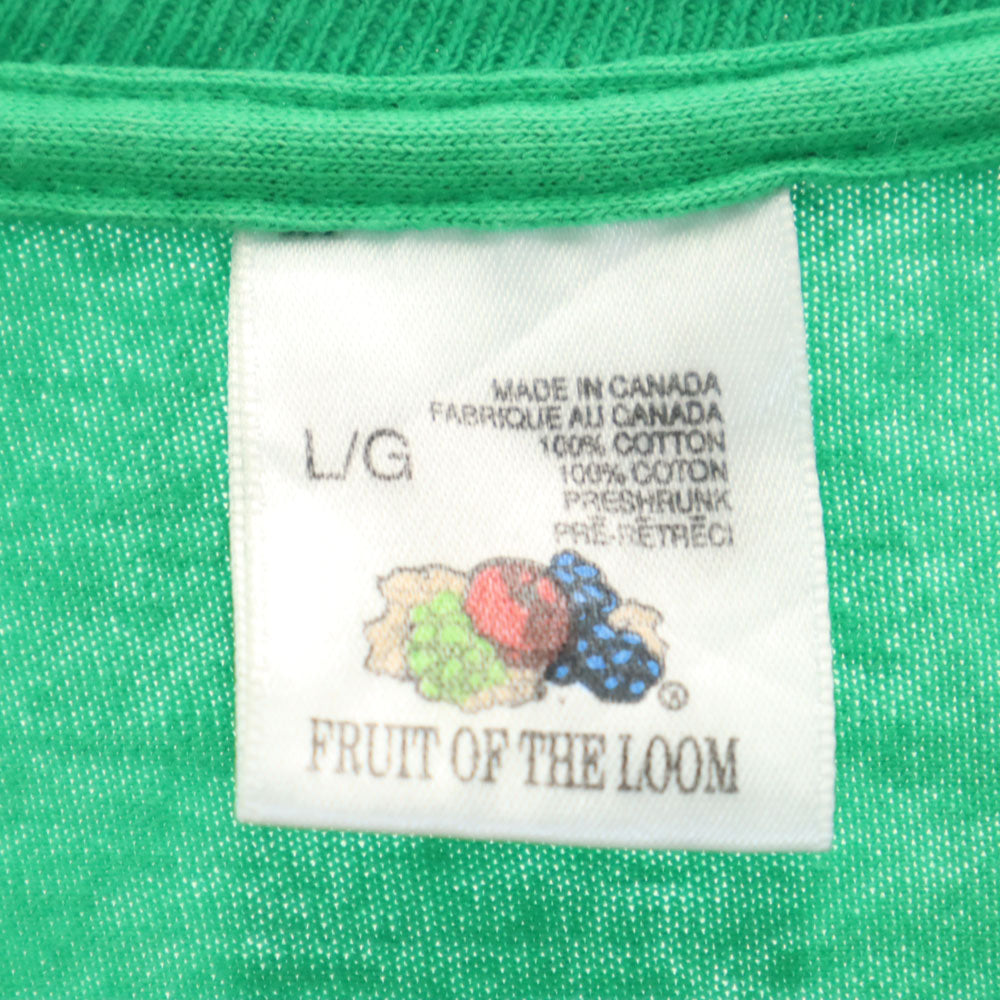 MADE IN CANADA
FABRIQUE AU CANADA
100% COTTON
100% COTON
PRESHRUNK
PRÉ-RÉTRÉCI
L/G
®
FRUIT OF THE LOOM